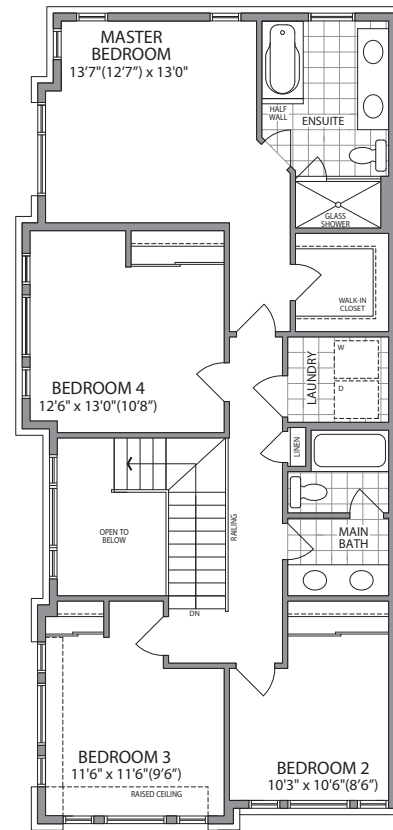 MASTER
BEDROOM
13'7"(12'7") x 13'0"
HALF
WALL
ENSUITE
GLASS
SHOWER
WALK-IN
CLOSET
BEDROOM 4
12'6" x 13'0"(10'8")
LAUNDRY
W
D
LINEN
OPEN TO
BELOW
RAILING
MAIN
BATH
DN
BEDROOM 3
11'6" x 11'6"(9'6")
RAISED CEILING
BEDROOM 2
10'3" x 10'6"(8'6")